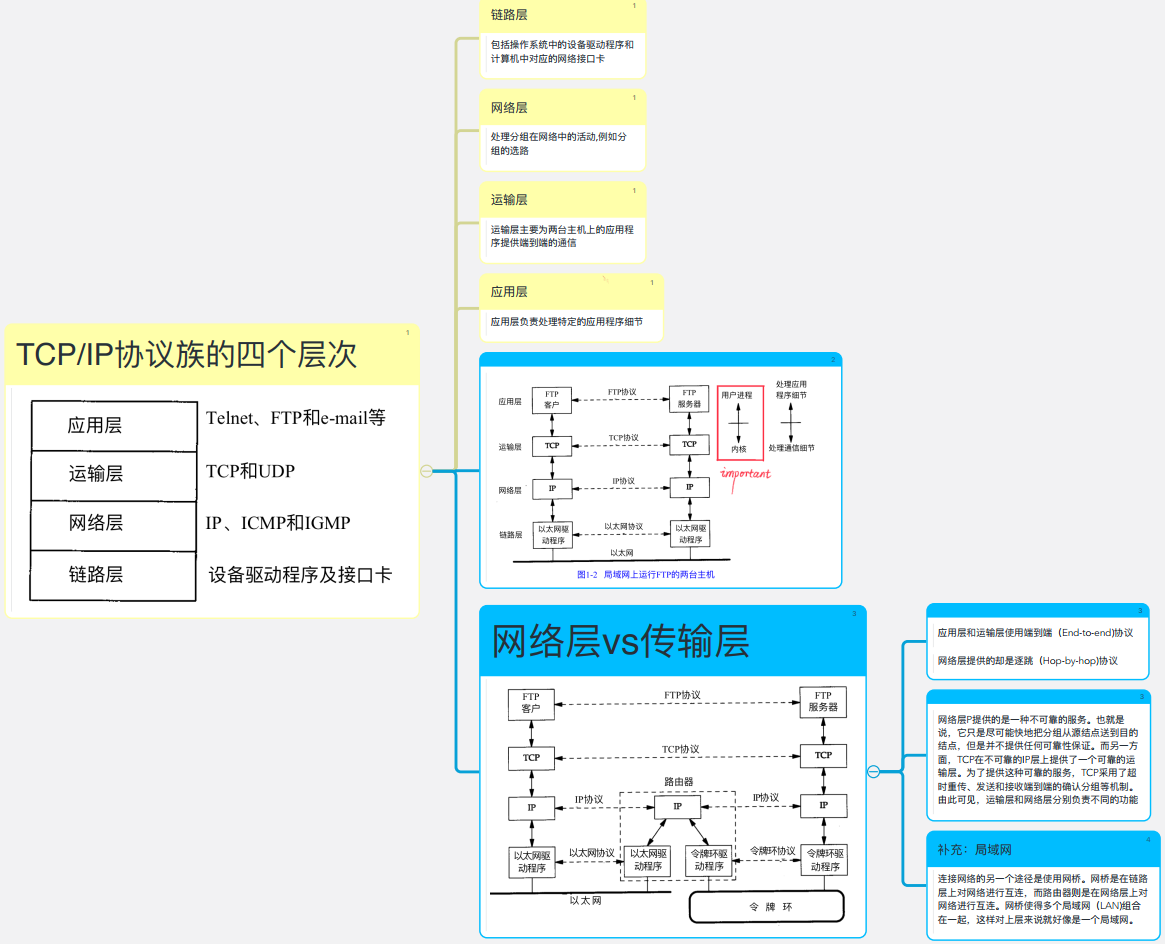 TCP/IP协议族的四个层次
1
应用层
Telnet、FTP和e-mail等
运输层
TCP和UDP
网络层
IP、ICMP和IGMP
链路层
设备驱动程序及接口卡
链路层
1
包括操作系统中的设备驱动程序和
计算机中对应的网络接口卡
网络层
1
处理分组在网络中的活动,例如分
组的选路
运输层
1
运输层主要为两台主机上的应用程
序提供端到端的通信
应用层
1
应用层负责处理特定的应用程序细节
2
应用层
FTP
客户
FTP协议
FTP
服务器
用户进程
内核
处理应用
程序细节
处理通信细节
important
运输层
TCP
TCP协议
TCP
网络层
IP
IP协议
IP
链路层
以太网驱
动程序
以太网协议
以太网驱
动程序
以太网
图1-2 局域网上运行FTP的两台主机
网络层vs传输层
3
FTP
客户
FTP协议
FTP
服务器
TCP
TCP协议
TCP
路由器
IP
IP协议
IP
IP协议
IP
以太网驱
动程序
以太网协议
以太网驱
动程序
令牌环驱
动程序
令牌环协议
令牌环驱
动程序
以太网
令 牌 环
3
应用层和运输层使用端到端（End-to-end)协议
网络层提供的却是逐跳（Hop-by-hop)协议
3
网络层P提供的是一种不可靠的服务。也就是
说，它只是尽可能快地把分组从源结点送到目的
结点，但是并不提供任何可靠性保证。而另一方
面，TCP在不可靠的IP层上提供了一个可靠的运
输层。为了提供这种可靠的服务，TCP采用了超
时重传、发送和接收端到端的确认分组等机制。
由此可见，运输层和网络层分别负责不同的功能
补充：局域网
4
连接网络的另一个途径是使用网桥。网桥是在链路
层上对网络进行互连，而路由器则是在网络层上对
网络进行互连。网桥使得多个局域网（LAN)组合
在一起，这样对上层来说就好像是一个局域网。